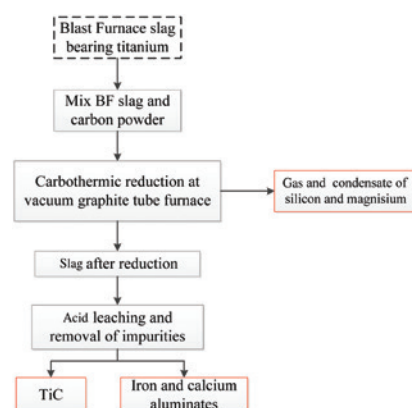 Blast Furnace slag
bearing titanium
Mix BF slag and
carbon powder
Carbothermic reduction at
vacuum graphite tube furnace
Gas and condensate of
silicon and magnisium
Slag after reduction
Acid leaching and
removal of impurities
TiC
Iron and calcium
aluminates